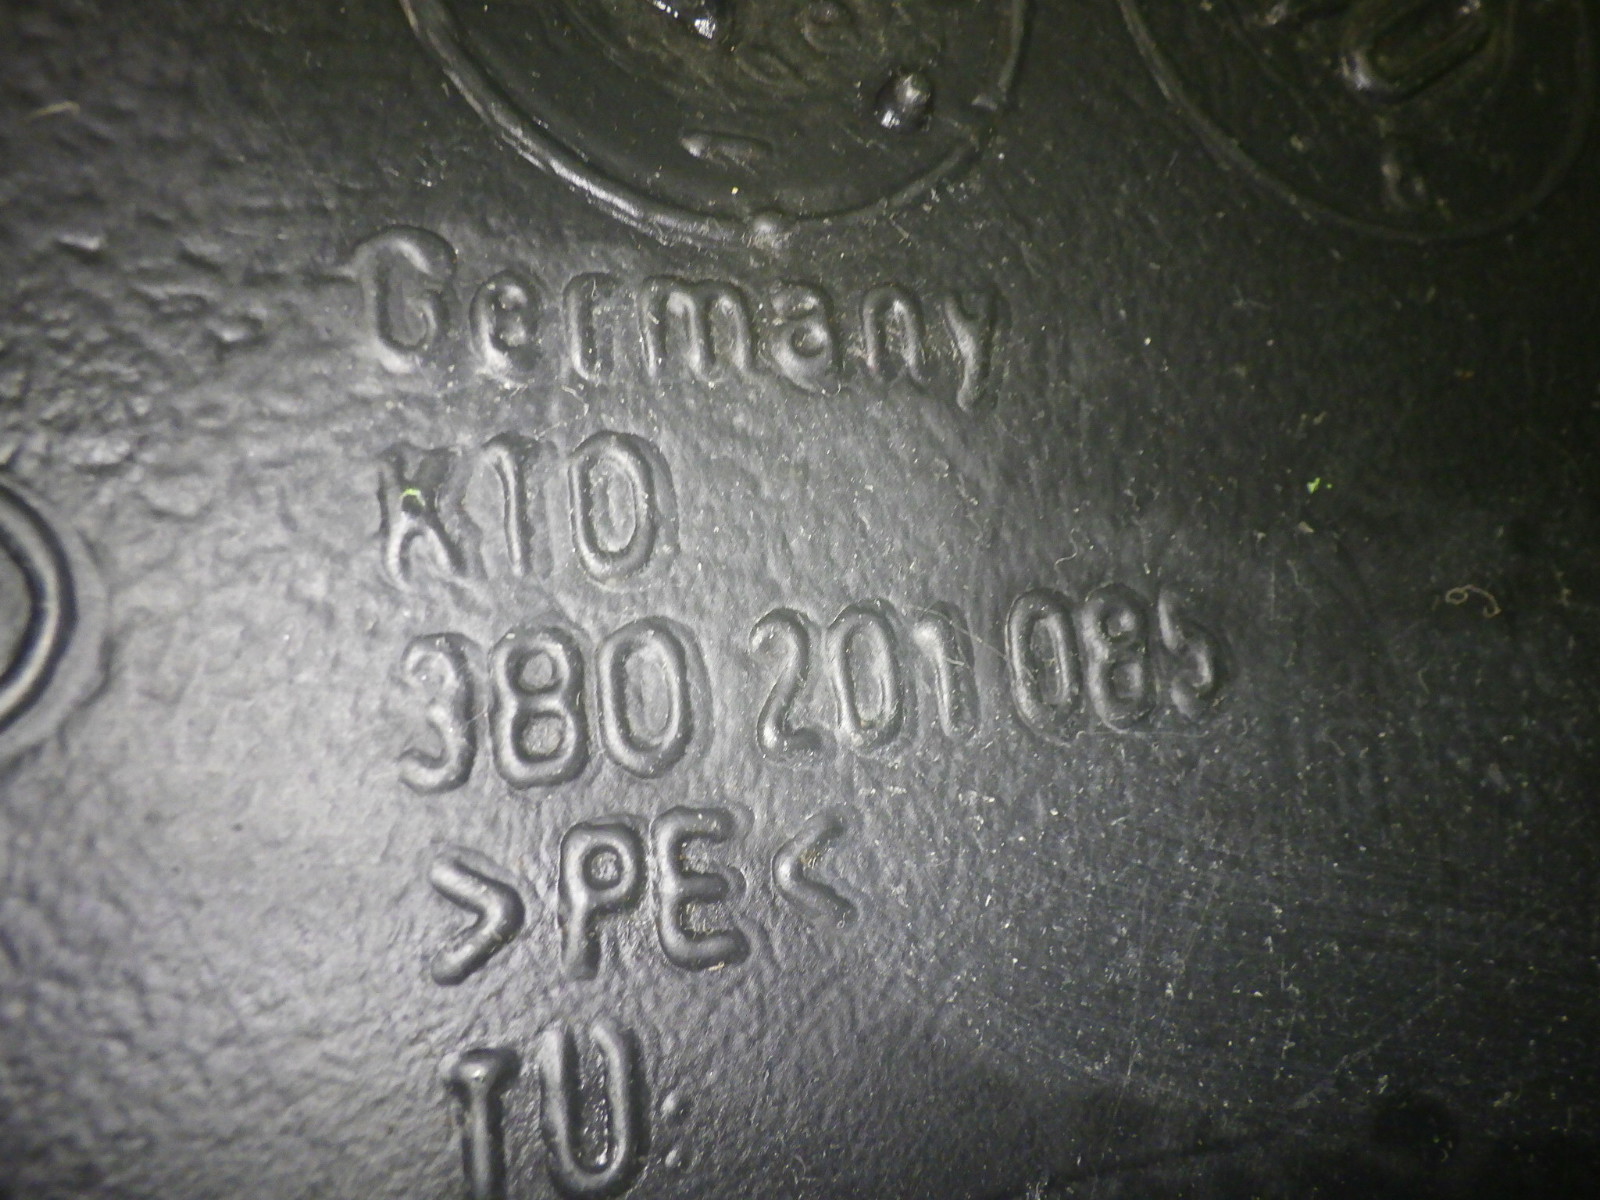 Germany
KTO
380 201 085
>PE<
TU: